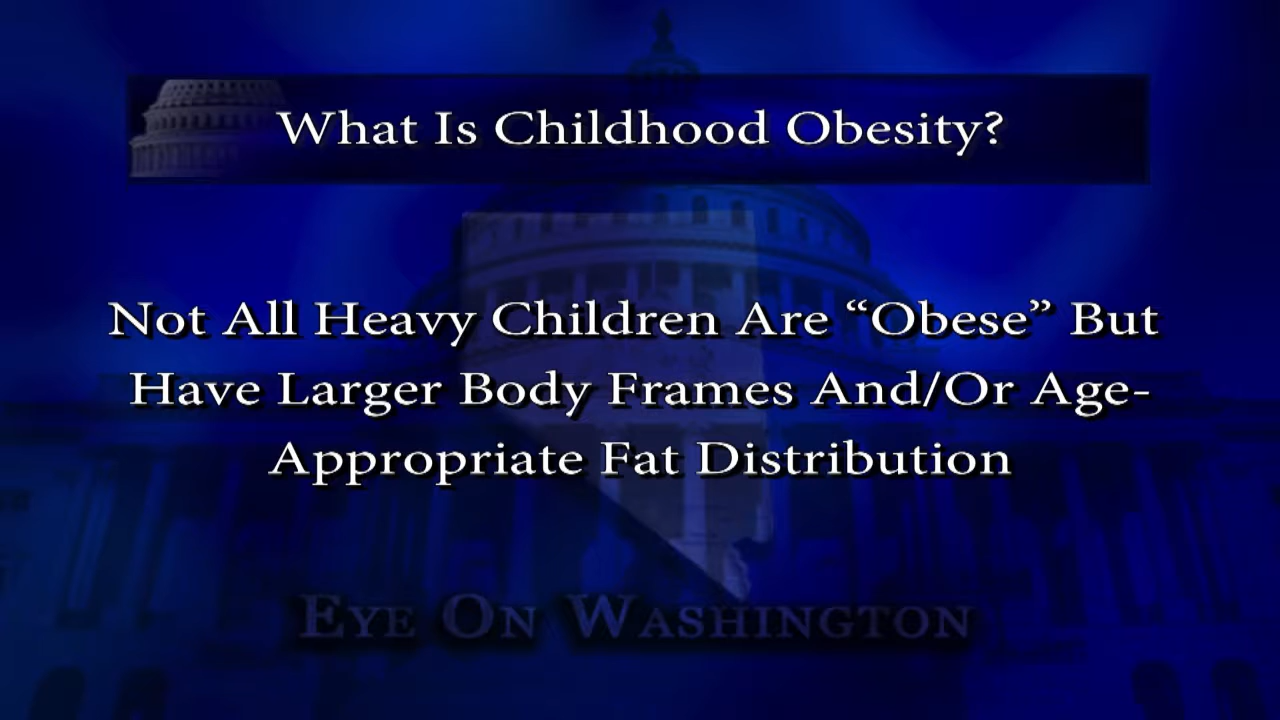 What Is Childhood Obesity?
Not All Heavy Children Are “Obese” But
Have Larger Body Frames And/Or Age-
Appropriate Fat Distribution
Eye On Washington